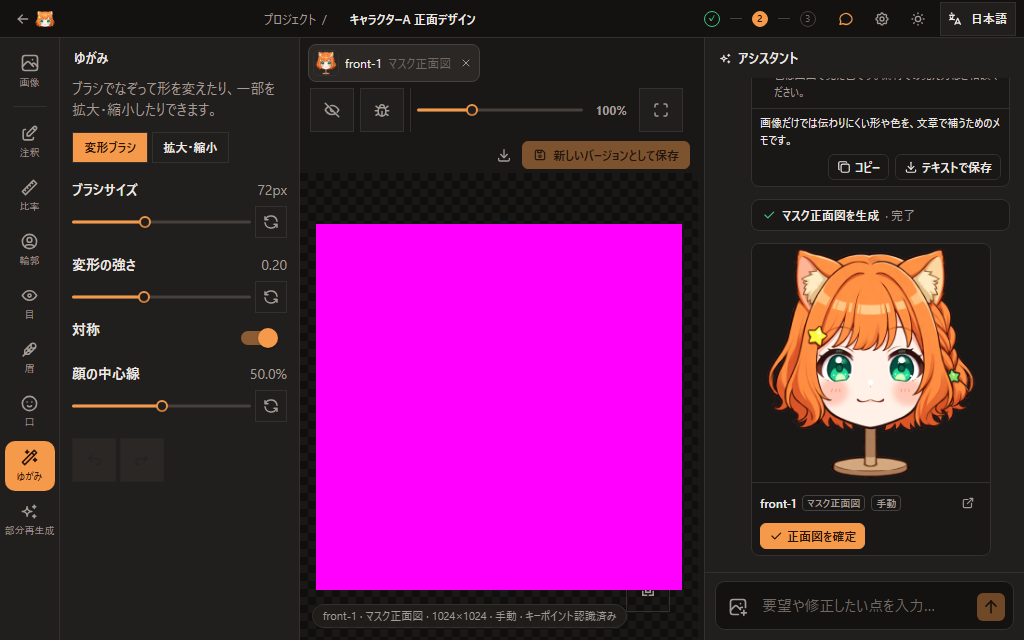 プロジェクト / キャラクターA 正面デザイン
2
3
日本語
画像
注釈
比率
輪郭
目
眉
口
ゆがみ
部分再生成
ゆがみ
ブラシでなぞって形を変えたり、一部を
拡大・縮小したりできます。
変形ブラシ
拡大・縮小
ブラシサイズ 72px
変形の強さ 0.20
対称
顔の中心線 50.0%
front-1 マスク正面図 ×
100%
新しいバージョンとして保存
front-1 · マスク正面図 · 1024×1024 · 手動 · キーポイント認識済み
アシスタント
ださい。
画像だけでは伝わりにくい形や色を、文章で補うためのメ
モです。
コピー
テキストで保存
マスク正面図を生成 · 完了
front-1 マスク正面図 手動
正面図を確定
要望や修正したい点を入力...